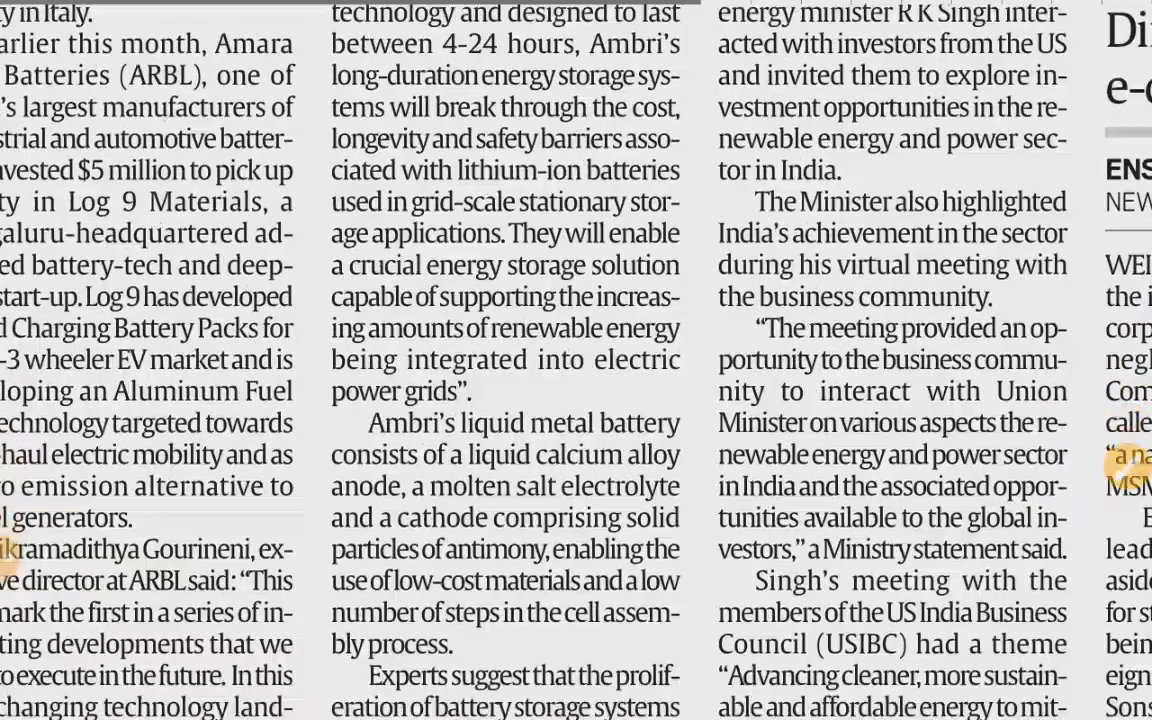 ty in Italy.
arlier this month, Amara
Batteries (ARBL), one of
's largest manufacturers of
strial and automotive batter-
nvested $5 million to pick up
ty in Log 9 Materials, a
galuru-headquartered ad-
ed battery-tech and deep-
start-up. Log 9 has developed
d Charging Battery Packs for
-3 wheeler EV market and is
loping an Aluminum Fuel
echnology targeted towards
-haul electric mobility and as
ro emission alternative to
el generators.
ikramadithya Gourineni, ex-
ve director at ARBL said: “This
mark the first in a series of in-
ting developments that we
to execute in the future. In this
changing technology land-
technology and designed to last
between 4-24 hours, Ambri’s
long-duration energy storage sys-
tems will break through the cost,
longevity and safety barriers asso-
ciated with lithium-ion batteries
used in grid-scale stationary stor-
age applications. They will enable
a crucial energy storage solution
capable of supporting the increas-
ing amounts of renewable energy
being integrated into electric
power grids”.
Ambri’s liquid metal battery
consists of a liquid calcium alloy
anode, a molten salt electrolyte
and a cathode comprising solid
particles of antimony, enabling the
use of low-cost materials and a low
number of steps in the cell assem-
bly process.
Experts suggest that the prolif-
eration of battery storage systems
energy minister R K Singh inter-
acted with investors from the US
and invited them to explore in-
vestment opportunities in the re-
newable energy and power sec-
tor in India.
The Minister also highlighted
India’s achievement in the sector
during his virtual meeting with
the business community.
“The meeting provided an op-
portunity to the business commu-
nity to interact with Union
Minister on various aspects the re-
newable energy and power sector
in India and the associated oppor-
tunities available to the global in-
vestors,” a Ministry statement said.
Singh’s meeting with the
members of the US India Business
Council (USIBC) had a theme
“Advancing cleaner, more sustain-
able and affordable energy to mit-
Di
e-c
ENS
NEW
WEI
the i
corp
negl
Com
calle
“a na
MSM
E
lead
aside
for st
bein
eign
Sons